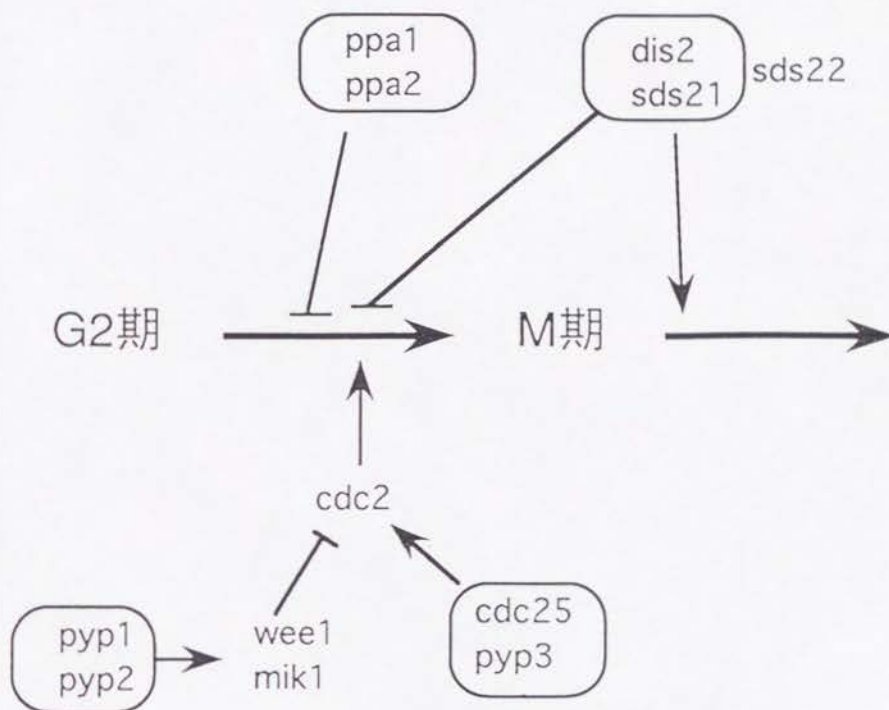 ppa1
ppa2
dis2
sds21
sds22
G2期
M期
cdc2
pyp1
pyp2
wee1
mik1
cdc25
pyp3